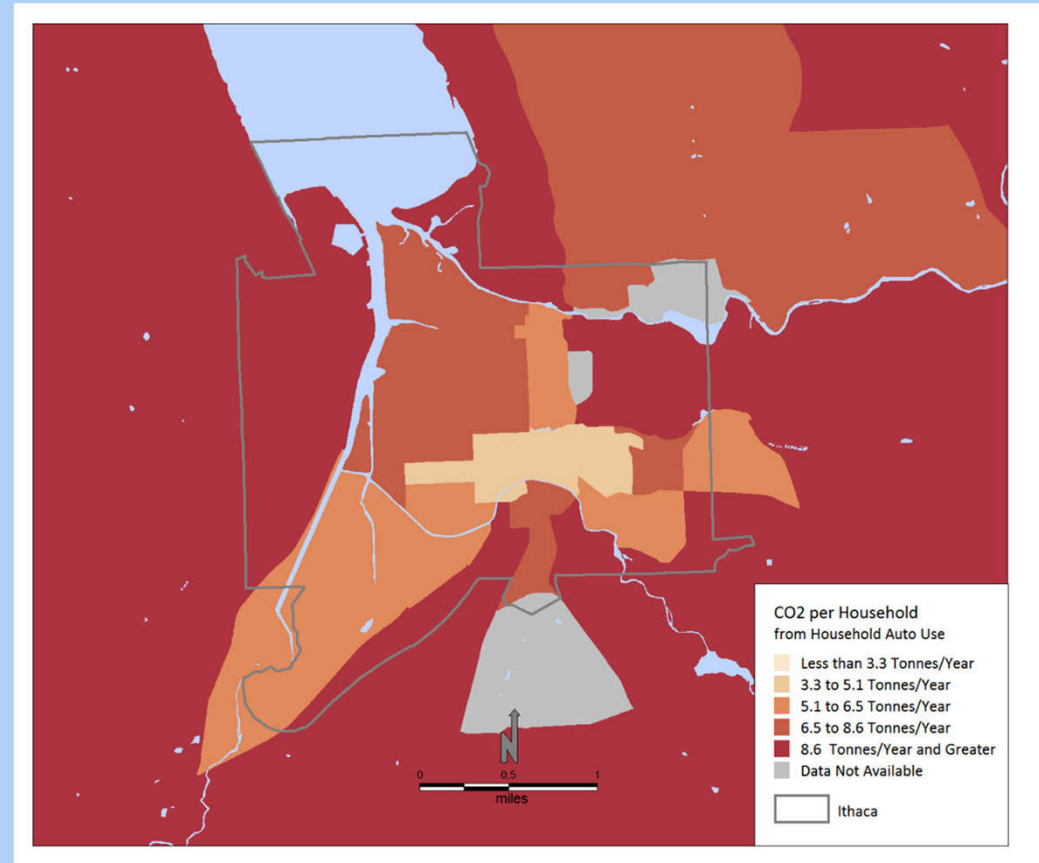 N
0 0.5 1
miles
CO2 per Household
from Household Auto Use
Less than 3.3 Tonnes/Year
3.3 to 5.1 Tonnes/Year
5.1 to 6.5 Tonnes/Year
6.5 to 8.6 Tonnes/Year
8.6 Tonnes/Year and Greater
Data Not Available
Ithaca